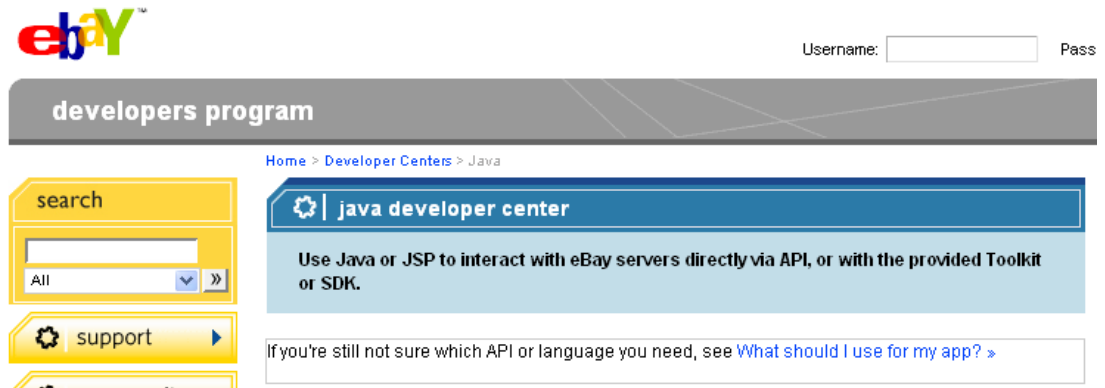 ebaY™
Username:
Pass
developers program
Home > Developer Centers > Java
search
java developer center
Use Java or JSP to interact with eBay servers directly via API, or with the provided Toolkit
or SDK.
All
»
support
If you're still not sure which API or language you need, see What should I use for my app? »